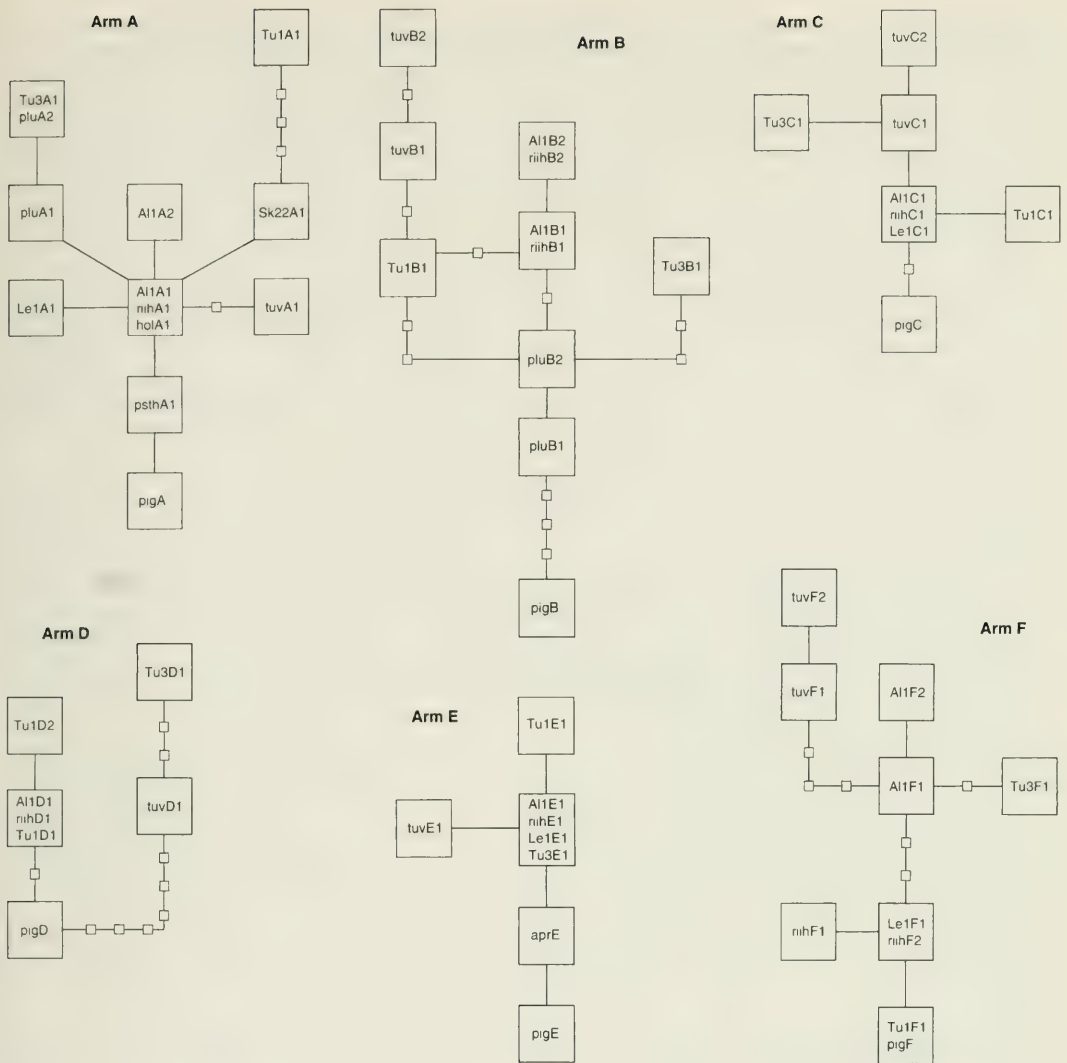 Arm A
Tu1A1
Tu3A1
pluA2
pluA1
Al1A2
Sk22A1
Le1A1
Al1A1
riihA1
holA1
tuvA1
psthA1
pigA
Arm B
tuvB2
tuvB1
Al1B2
riihB2
Tu1B1
Al1B1
riihB1
Tu3B1
pluB2
pluB1
pigB
Arm C
tuvC2
Tu3C1
tuvC1
Al1C1
riihC1
Le1C1
Tu1C1
pigC
Arm D
Tu3D1
Tu1D2
Al1D1
riihD1
Tu1D1
tuvD1
pigD
Arm E
Tu1E1
tuvE1
Al1E1
riihE1
Le1E1
Tu3E1
aprE
pigE
Arm F
tuvF2
tuvF1
Al1F2
Al1F1
Tu3F1
riihF1
Le1F1
riihF2
Tu1F1
pigF